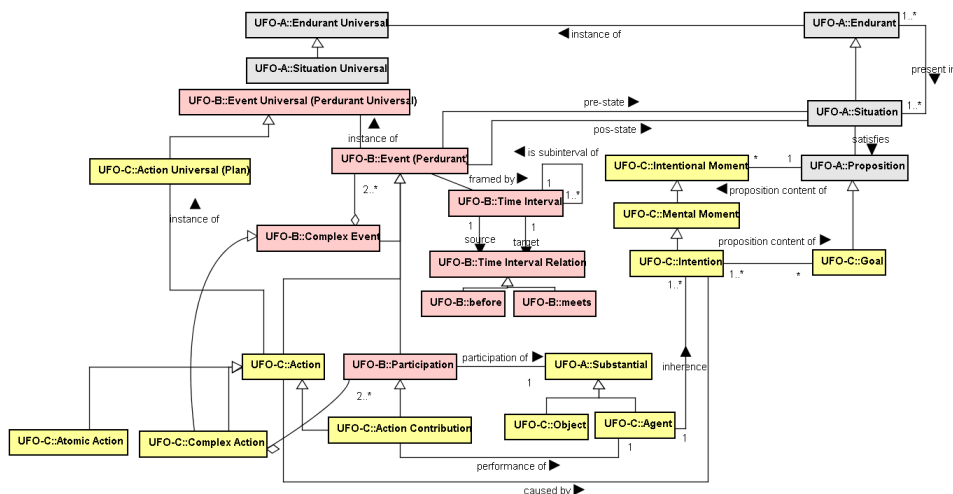 UFO-A::Endurant Universal
UFO-A::Endurant
1..*
instance of
UFO-A::Situation Universal
present in
UFO-B::Event Universal (Perdurant Universal)
pre-state
UFO-A::Situation
1..*
pos-state
instance of
satisfies
UFO-B::Event (Perdurant)
is subinterval of
UFO-C::Intentional Moment
*
1
UFO-A::Proposition
UFO-C::Action Universal (Plan)
framed by
1
2..*
1..*
proposition content of
UFO-B::Time Interval
UFO-C::Mental Moment
instance of
1
1
UFO-B::Complex Event
source
target
proposition content of
UFO-B::Time Interval Relation
UFO-C::Intention
UFO-C::Goal
1..*
*
1..*
UFO-B::before
UFO-B::meets
UFO-C::Action
UFO-B::Participation
participation of
UFO-A::Substantial
inherence
1
2..*
UFO-C::Atomic Action
UFO-C::Complex Action
UFO-C::Action Contribution
UFO-C::Object
UFO-C::Agent
1
1
performance of
caused by